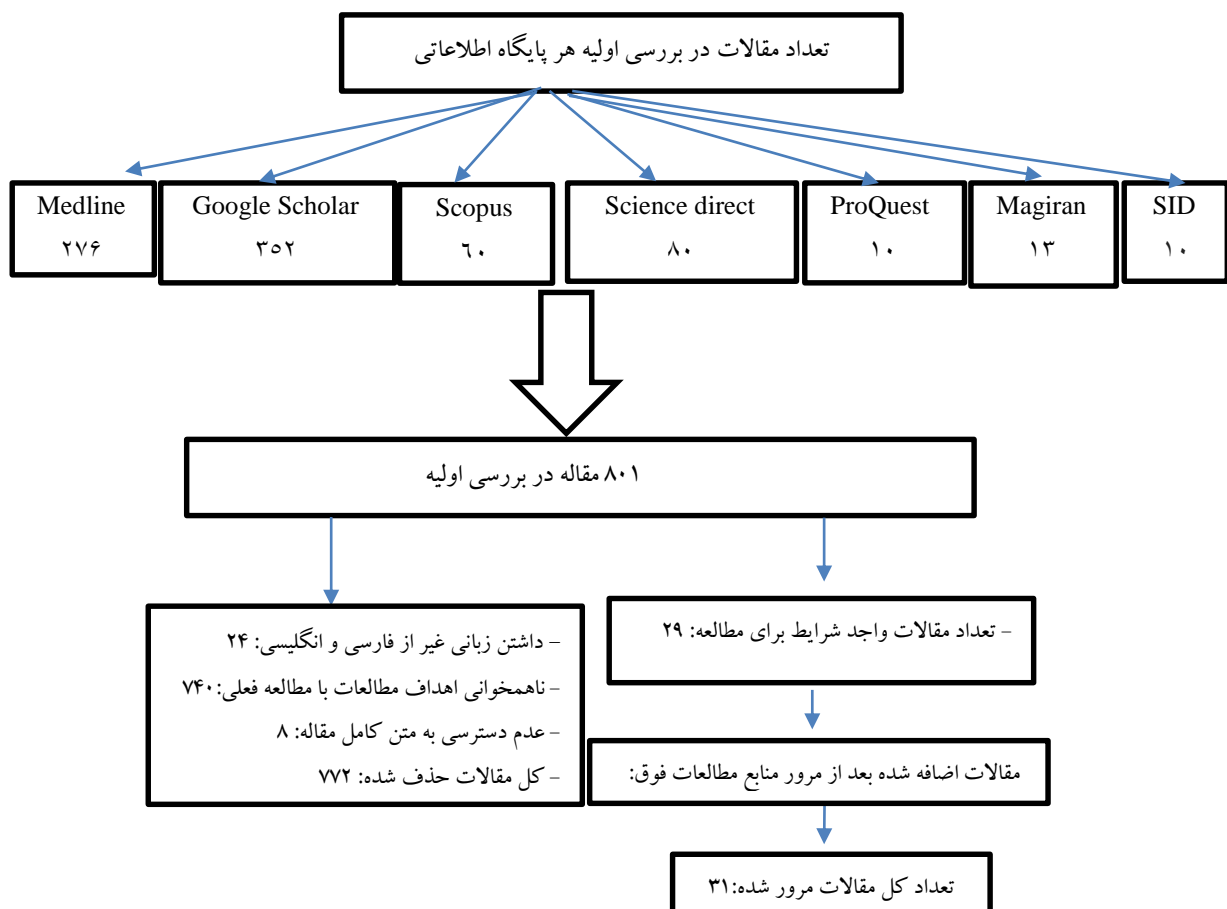 تعداد مقالات در بررسی اولیه هر پایگاه اطلاعاتی
Medline
۲۷۶
Google Scholar
۳۵۲
Scopus
٦٠
Science direct
۸۰
ProQuest
۱۰
Magiran
۱۳
SID
۱۰
۸۰۱ مقاله در بررسی اولیه
- داشتن زبانی غیر از فارسی و انگلیسی: ۲۴
- ناهمخوانی اهداف مطالعات با مطالعه فعلی: ۷۴۰
- عدم دسترسی به متن کامل مقاله: ۸
- کل مقالات حذف شده: ۷۷۲
- تعداد مقالات واجد شرایط برای مطالعه: ۲۹
مقالات اضافه شده بعد از مرور منابع مطالعات فوق:
تعداد کل مقالات مرور شده:۳۱